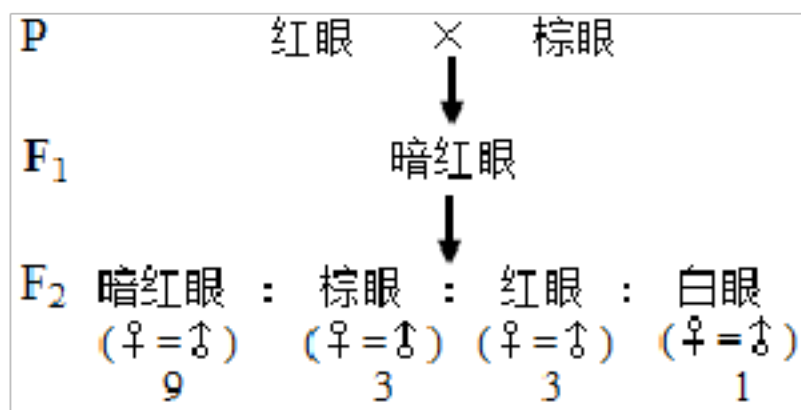 P 红眼 × 棕眼
F₁ 暗红眼
F₂ 暗红眼 : 棕眼 : 红眼 : 白眼
(♀=♂) (♀=♂) (♀=♂) (♀=♂)
9 3 3 1